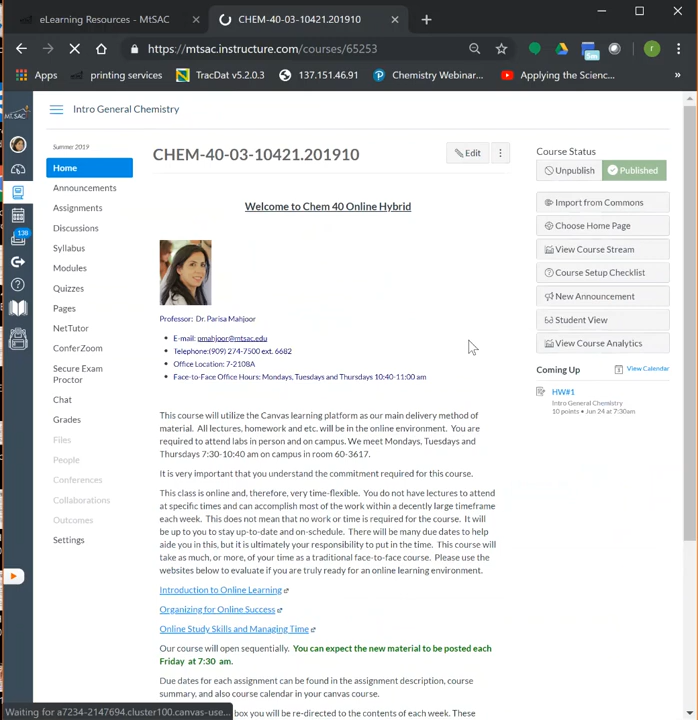 eLearning Resources - MtSAC
CHEM-40-03-10421.201910
https://mtsac.instructure.com/courses/65253
5m
r
Apps
printing services
TracDat v5.2.0.3
137.151.46.91
Chemistry Webinar...
Applying the Scienc...
»
Mt. SAC
Intro General Chemistry
Summer 2019
Home
Announcements
Assignments
Discussions
Syllabus
Modules
Quizzes
Pages
NetTutor
ConferZoom
Secure Exam
Proctor
Chat
Grades
Files
People
Conferences
Collaborations
Outcomes
Settings
138
CHEM-40-03-10421.201910
Edit
Welcome to Chem 40 Online Hybrid
Professor: Dr. Parisa Mahjoor
• E-mail: pmahjoor@mtsac.edu
• Telephone:(909) 274-7500 ext. 6682
• Office Location: 7-2108A
• Face-to-Face Office Hours: Mondays, Tuesdays and Thursdays 10:40-11:00 am
This course will utilize the Canvas learning platform as our main delivery method of
material. All lectures, homework and etc. will be in the online environment. You are
required to attend labs in person and on campus. We meet Mondays, Tuesdays and
Thursdays 7:30-10:40 am on campus in room 60-3617.
It is very important that you understand the commitment required for this course.
This class is online and, therefore, very time-flexible. You do not have lectures to attend
at specific times and can accomplish most of the work within a decently large timeframe
each week. This does not mean that no work or time is required for the course. It will
be up to you to stay up-to-date and on-schedule. There will be many due dates to help
aide you in this, but it is ultimately your responsibility to put in the time. This course will
take as much, or more, of your time as a traditional face-to-face course. Please use the
websites below to evaluate if you are truly ready for an online learning environment.
Introduction to Online Learning
Organizing for Online Success
Online Study Skills and Managing Time
Our course will open sequentially. You can expect the new material to be posted each
Friday at 7:30 am.
Due dates for each assignment can be found in the assignment description, course
summary, and also course calendar in your canvas course.
box you will be re-directed to the contents of each week. These
Course Status
Unpublish
Published
Import from Commons
Choose Home Page
View Course Stream
Course Setup Checklist
New Announcement
Student View
View Course Analytics
Coming Up
View Calendar
HW#1
Intro General Chemistry
10 points • Jun 24 at 7:30am
Waiting for a7234-2147694.cluster100.canvas-use...